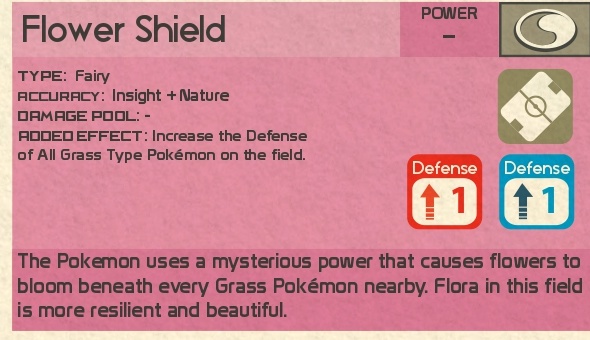 Flower Shield
POWER
–
TYPE: Fairy
ACCURACY: Insight + Nature
DAMAGE POOL: -
ADDED EFFECT: Increase the Defense
of All Grass Type Pokémon on the field.
Defense
1
Defense
1
The Pokemon uses a mysterious power that causes flowers to
bloom beneath every Grass Pokémon nearby. Flora in this field
is more resilient and beautiful.